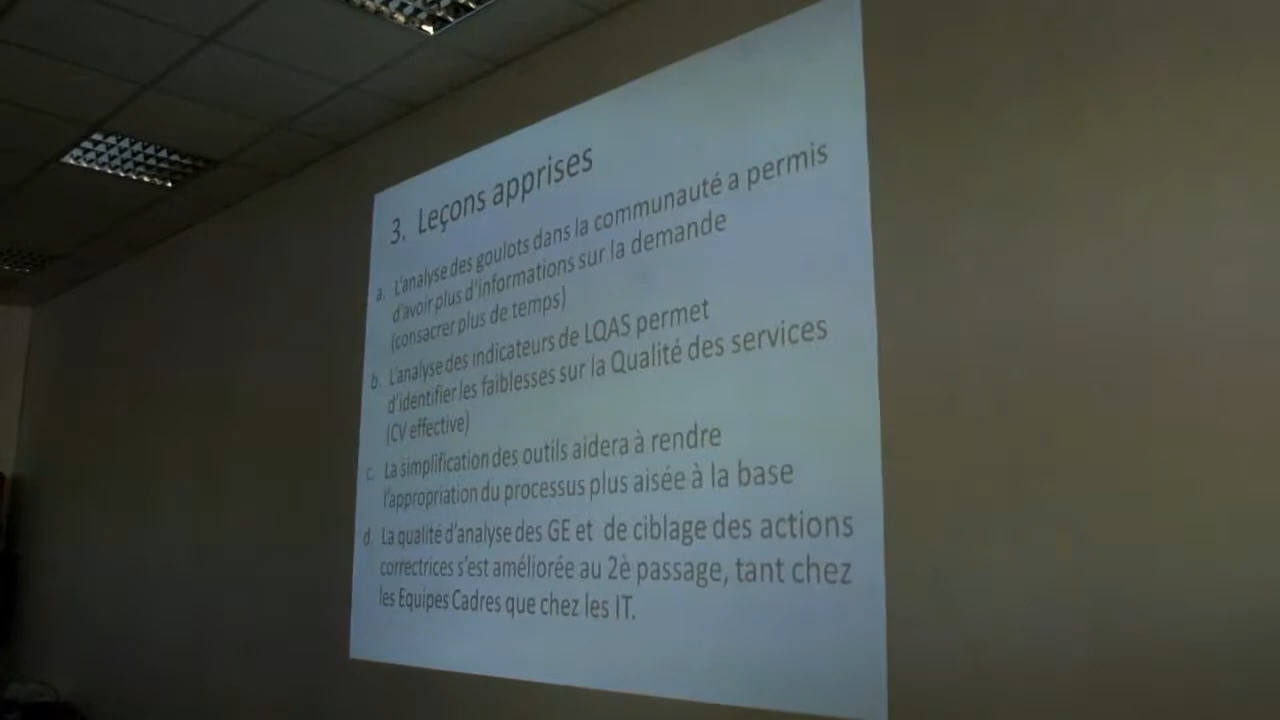 3. Leçons apprises
a. L'analyse des goulots dans la communauté a permis
d'avoir plus d'informations sur la demande
(consacrer plus de temps)
b. L'analyse des indicateurs de LQAS permet
d'identifier les faiblesses sur la Qualité des services
(CV effective)
c. La simplification des outils aidera à rendre
l'appropriation du processus plus aisée à la base
d. La qualité d'analyse des GE et de ciblage des actions
correctrices s'est améliorée au 2è passage, tant chez
les Equipes Cadres que chez les IT.